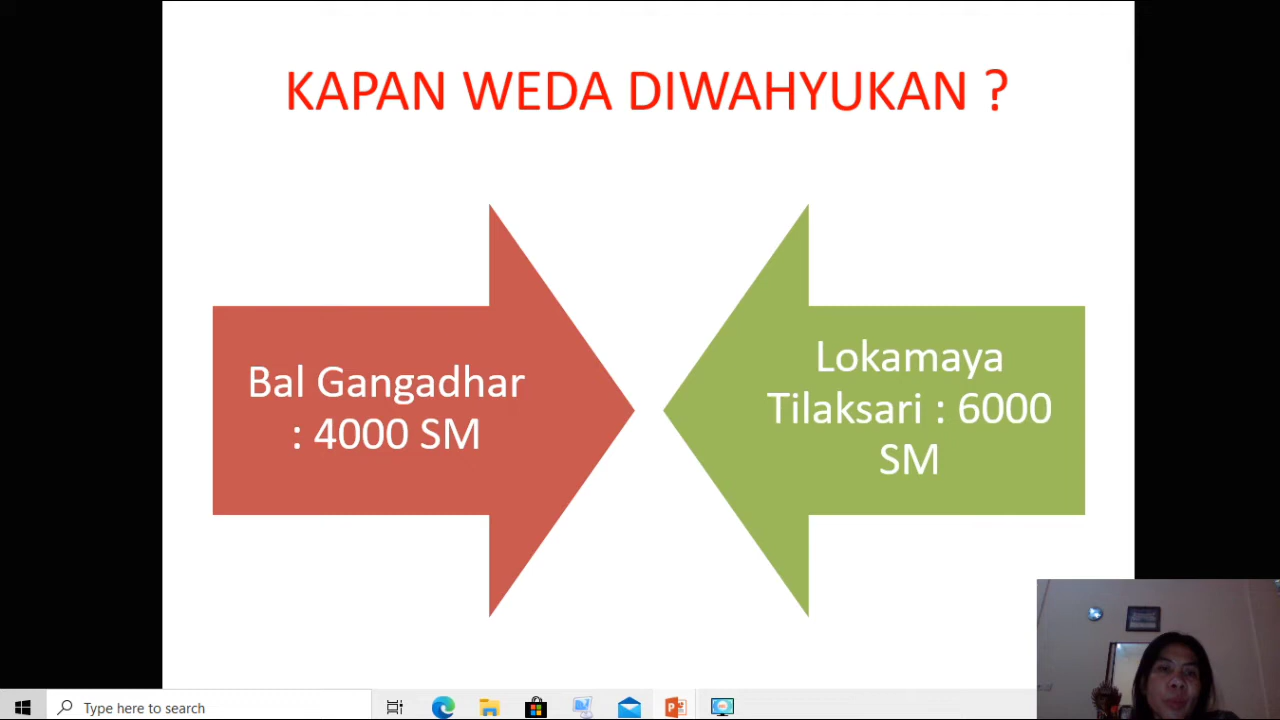 KAPAN WEDA DIWAHYUKAN ?
Bal Gangadhar
: 4000 SM
Lokamaya
Tilaksari : 6000
SM
Type here to search